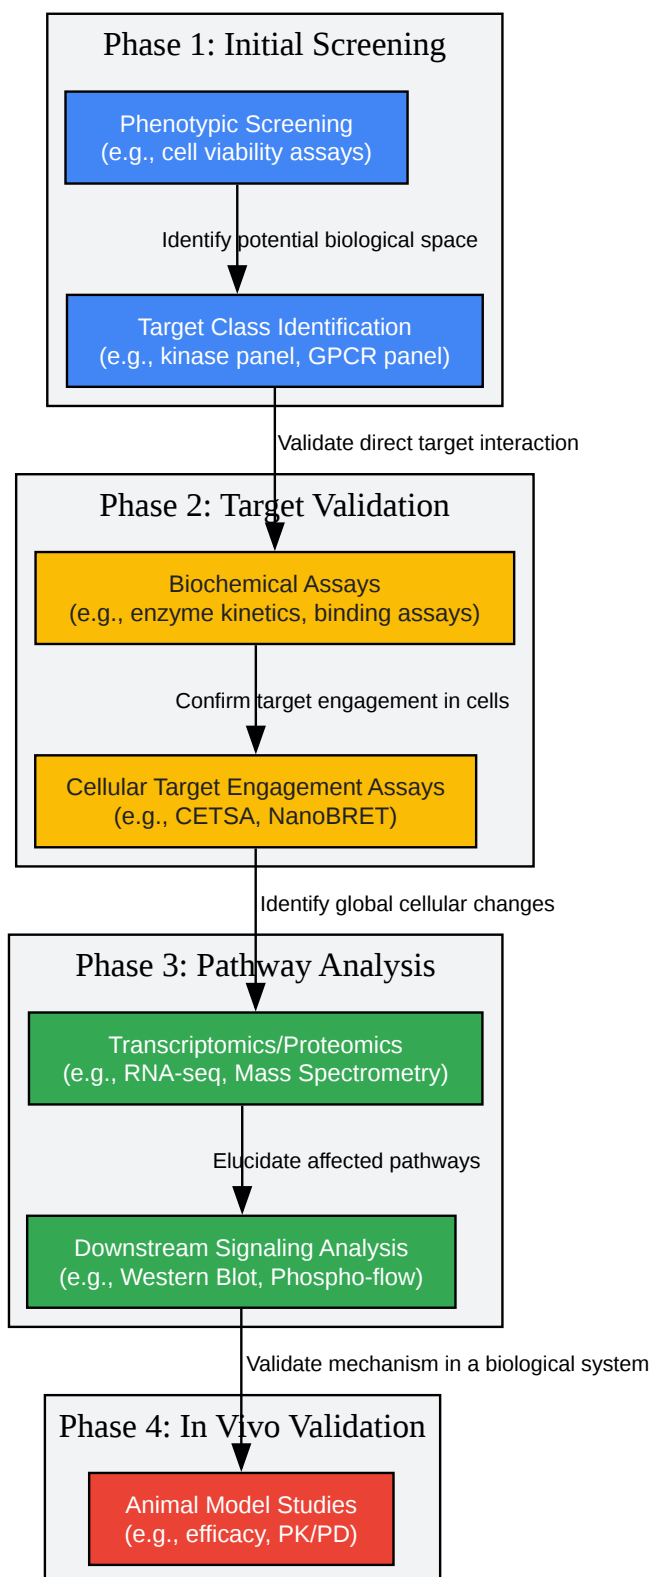 Phase 1: Initial Screening
Phenotypic Screening
(e.g., cell viability assays)
Identify potential biological space
Target Class Identification
(e.g., kinase panel, GPCR panel)
Validate direct target interaction
Phase 2: Target Validation
Biochemical Assays
(e.g., enzyme kinetics, binding assays)
Confirm target engagement in cells
Cellular Target Engagement Assays
(e.g., CETSA, NanoBRET)
Identify global cellular changes
Phase 3: Pathway Analysis
Transcriptomics/Proteomics
(e.g., RNA-seq, Mass Spectrometry)
Elucidate affected pathways
Downstream Signaling Analysis
(e.g., Western Blot, Phospho-flow)
Validate mechanism in a biological system
Phase 4: In Vivo Validation
Animal Model Studies
(e.g., efficacy, PK/PD)